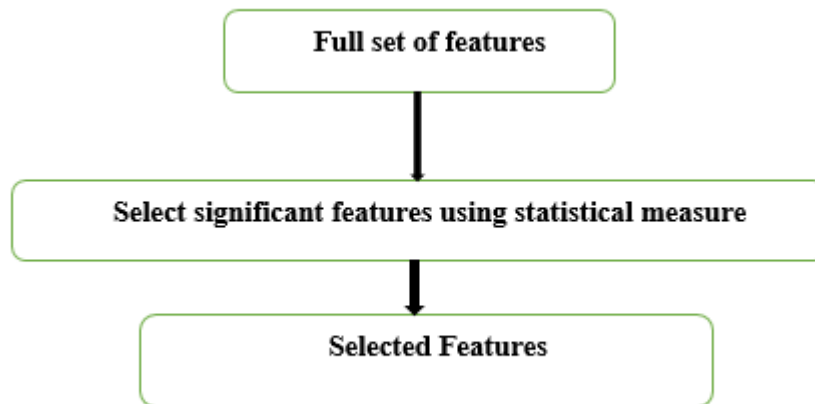 Full set of features
Select significant features using statistical measure
Selected Features